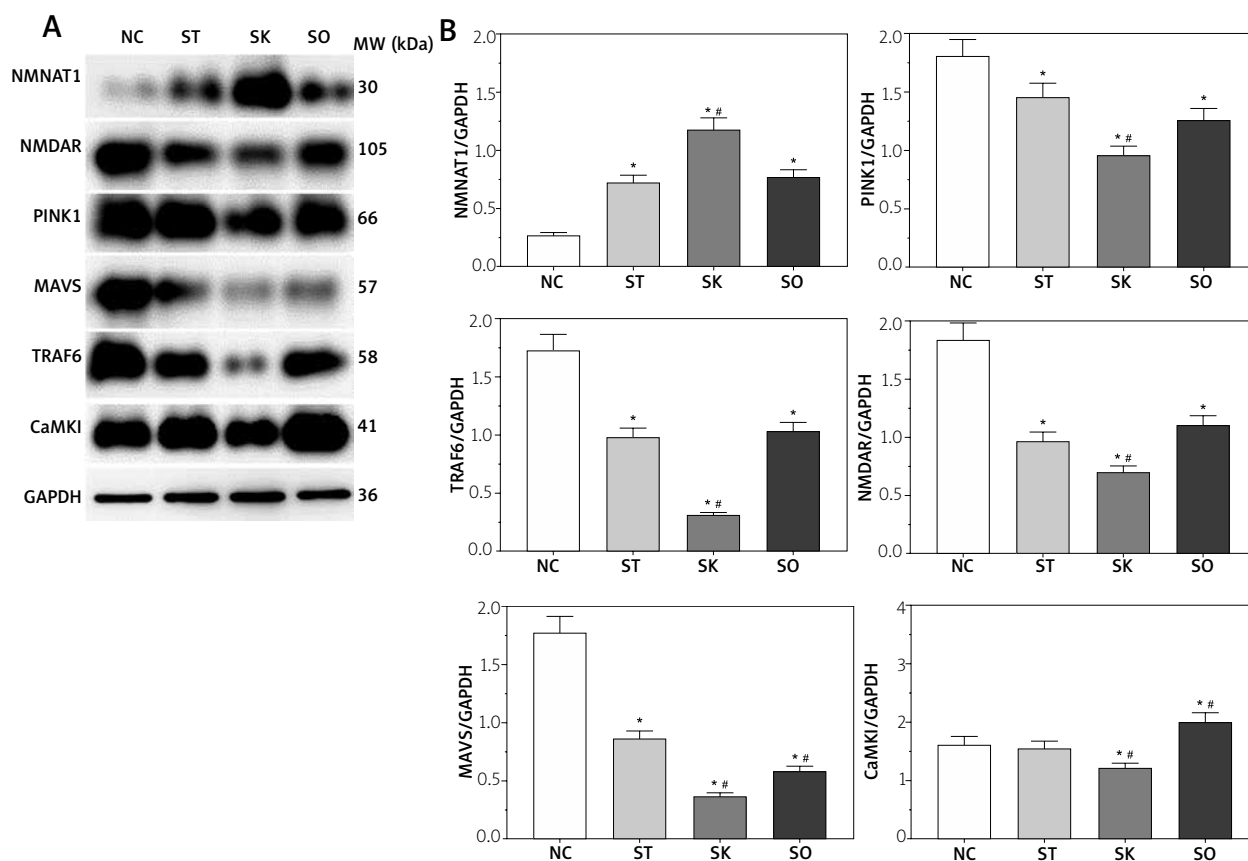 A
NC ST SK SO MW (kDa)
NMNAT1 30
NMDAR 105
PINK1 66
MAVS 57
TRAF6 58
CaMKI 41
GAPDH 36
B
NMNAT1/GAPDH
2.0
1.5
1.0
0.5
0.0
*
* #
*
NC ST SK SO
PINK1/GAPDH
2.0
1.5
1.0
0.5
0.0
*
* #
*
NC ST SK SO
TRAF6/GAPDH
2.0
1.5
1.0
0.5
0.0
*
* #
*
NC ST SK SO
NMDAR/GAPDH
2.0
1.5
1.0
0.5
0.0
*
* #
*
NC ST SK SO
MAVS/GAPDH
2.0
1.5
1.0
0.5
0.0
*
* #
* #
NC ST SK SO
CaMKI/GAPDH
4
3
2
1
0
* #
* #
NC ST SK SO